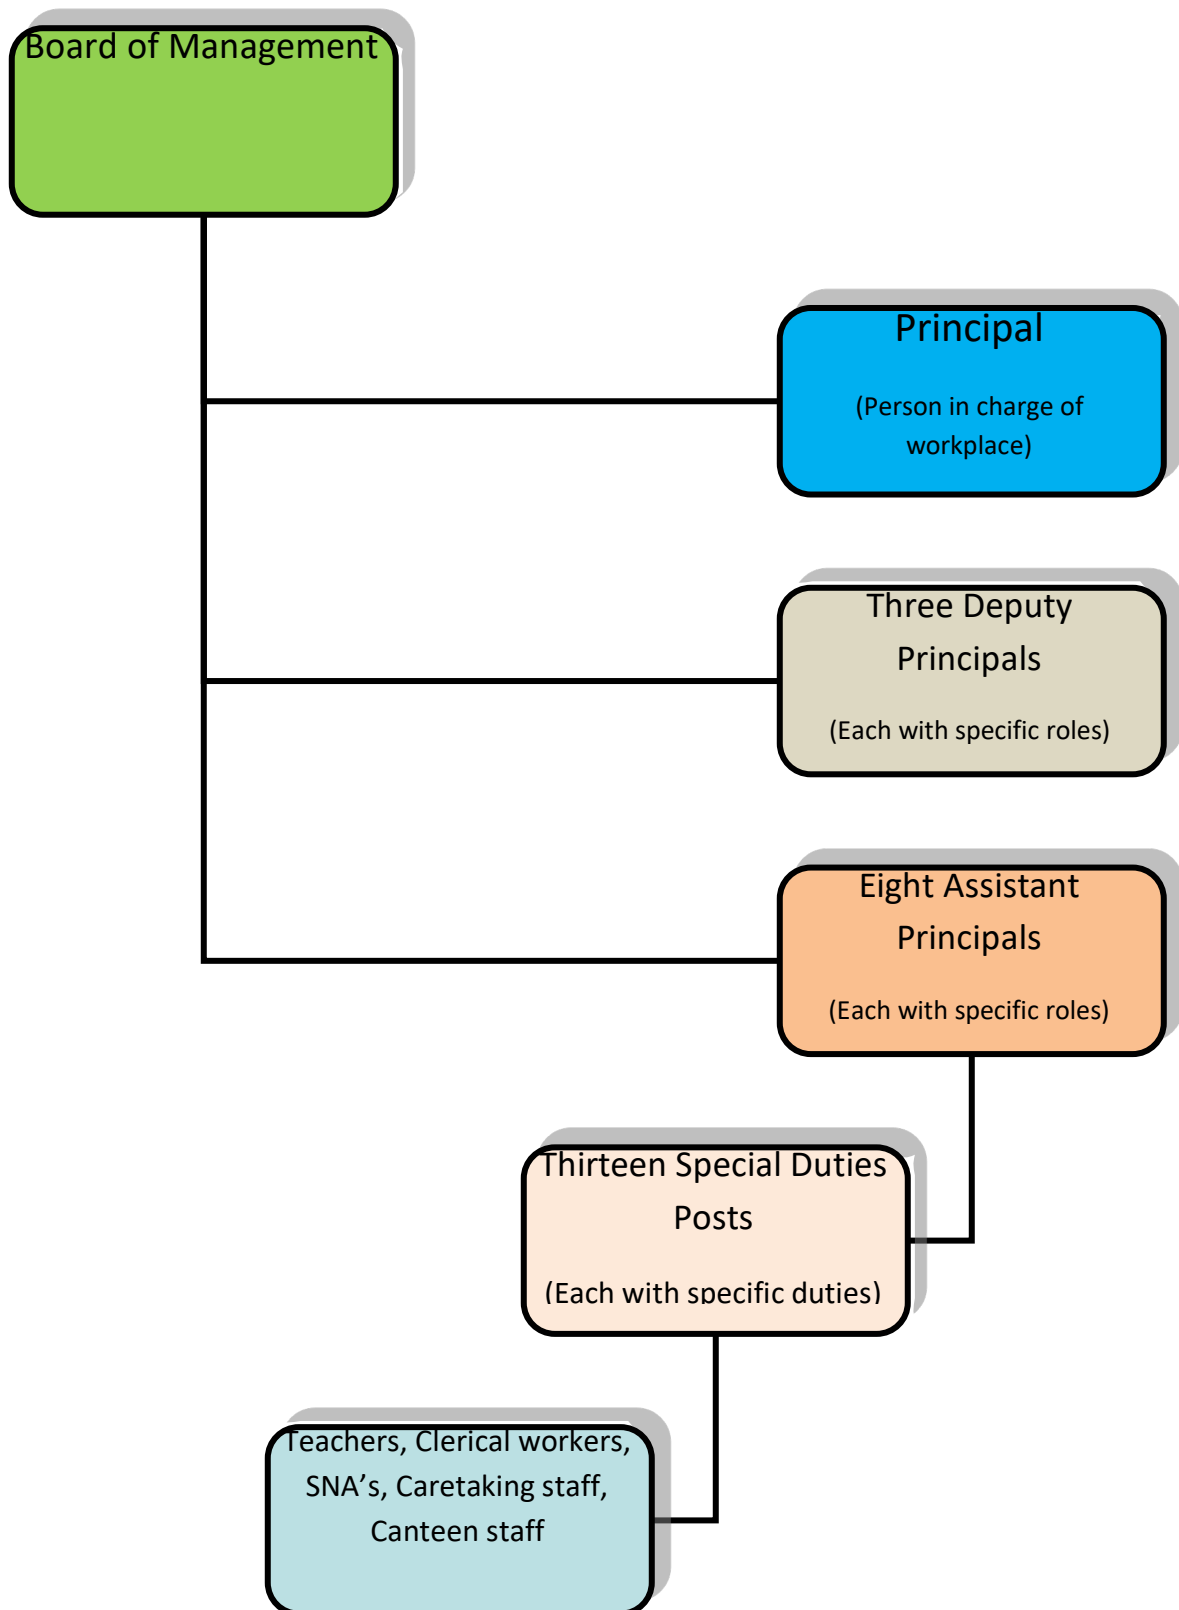 Board of Management
Principal
(Person in charge of
workplace)
Three Deputy
Principals
(Each with specific roles)
Eight Assistant
Principals
(Each with specific roles)
Thirteen Special Duties
Posts
(Each with specific duties)
Teachers, Clerical workers,
SNA’s, Caretaking staff,
Canteen staff